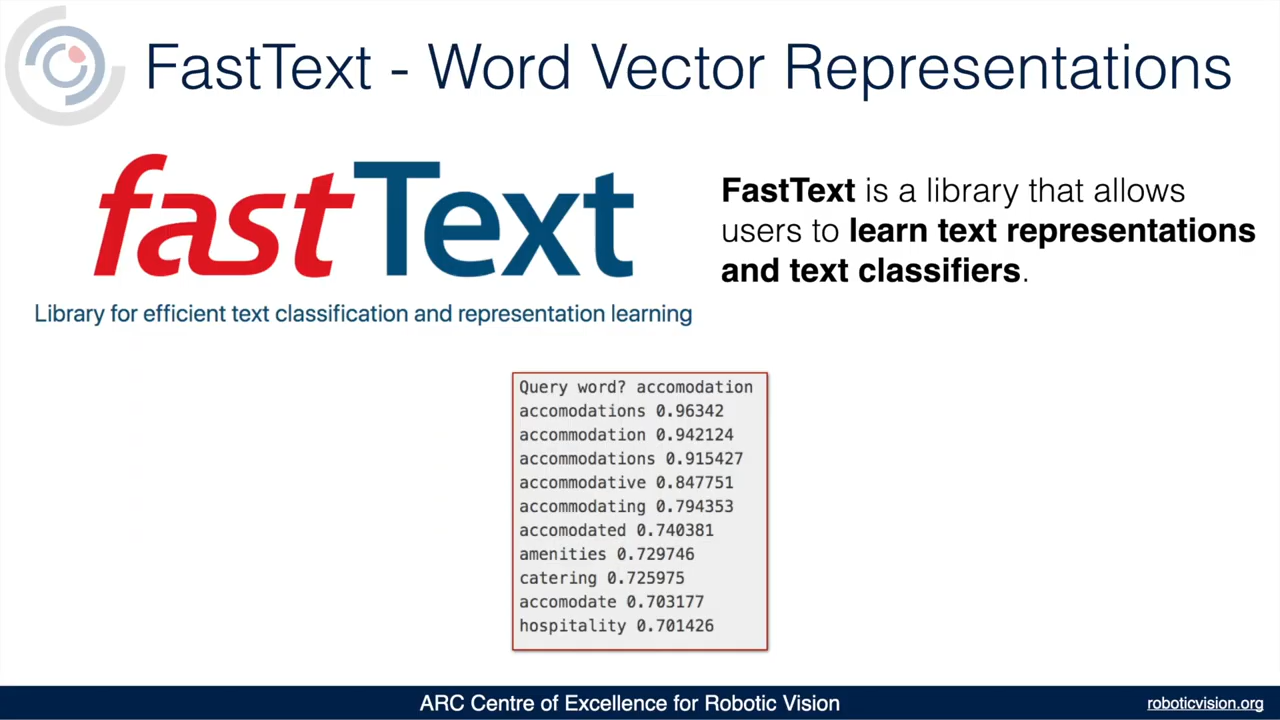 FastText - Word Vector Representations
fastText
Library for efficient text classification and representation learning
FastText is a library that allows
users to learn text representations
and text classifiers.
Query word? accomodation
accomodations 0.96342
accommodation 0.942124
accommodations 0.915427
accommodative 0.847751
accommodating 0.794353
accomodated 0.740381
amenities 0.729746
catering 0.725975
accomodate 0.703177
hospitality 0.701426
ARC Centre of Excellence for Robotic Vision
roboticvision.org